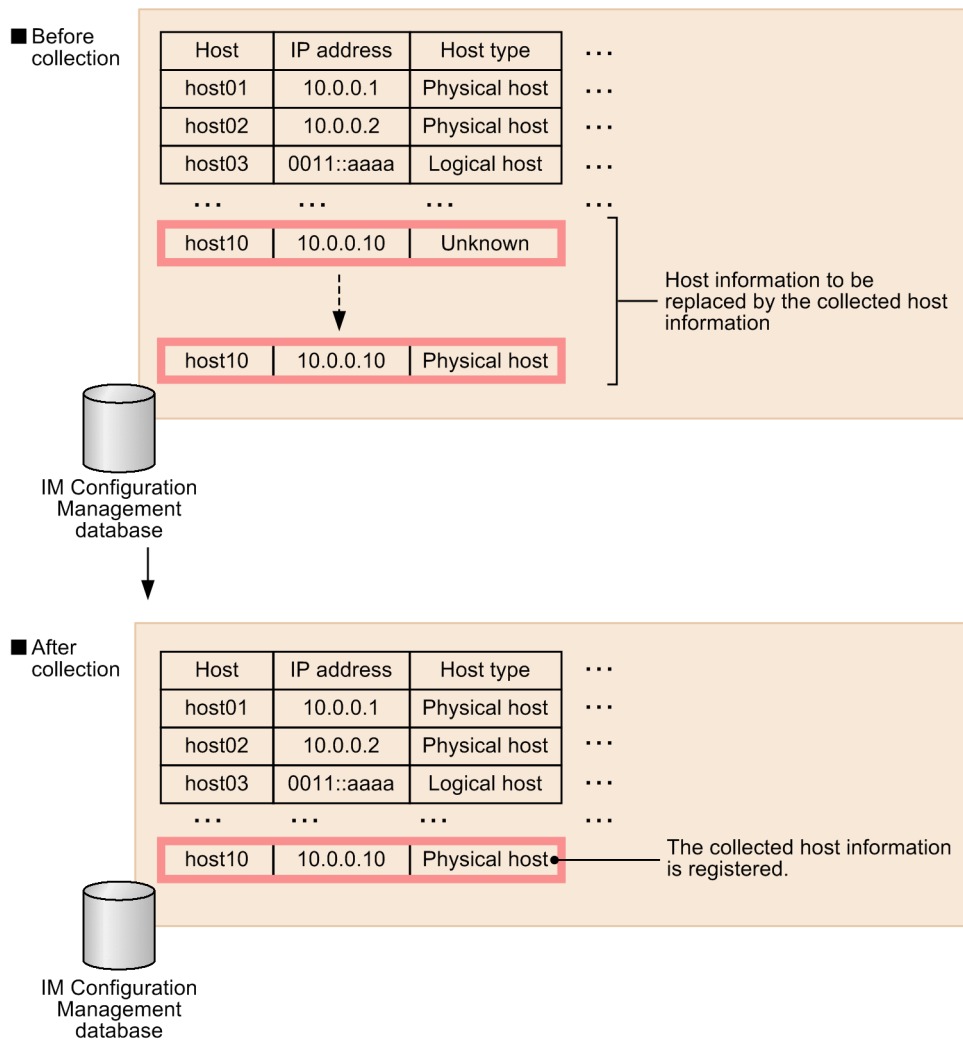 ■ Before
collection
Host IP address Host type ...
host01 10.0.0.1 Physical host ...
host02 10.0.0.2 Physical host ...
host03 0011::aaaa Logical host ...
... ... ... ...
host10 10.0.0.10 Unknown
Host information to be
replaced by the collected host
information
host10 10.0.0.10 Physical host
IM Configuration
Management
database
■ After
collection
Host IP address Host type ...
host01 10.0.0.1 Physical host ...
host02 10.0.0.2 Physical host ...
host03 0011::aaaa Logical host ...
... ... ... ...
host10 10.0.0.10 Physical host
The collected host information
is registered.
IM Configuration
Management
database